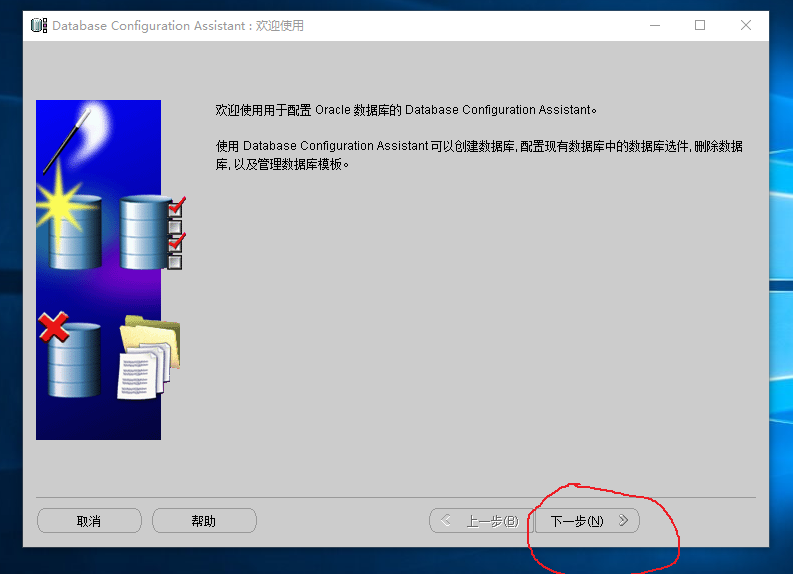 Database Configuration Assistant : 欢迎使用
欢迎使用用于配置 Oracle 数据库的 Database Configuration Assistant。
使用 Database Configuration Assistant 可以创建数据库, 配置现有数据库中的数据库选件, 删除数据
库, 以及管理数据库模板。
取消 帮助 上一步(B) 下一步(N)